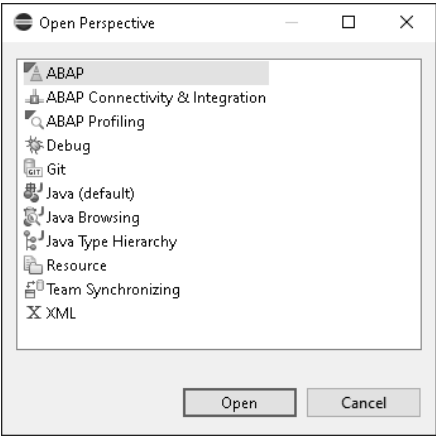 Open Perspective
ABAP
ABAP Connectivity & Integration
ABAP Profiling
Debug
GIT Git
Java (default)
Java Browsing
Java Type Hierarchy
Resource
Team Synchronizing
X XML
Open Cancel